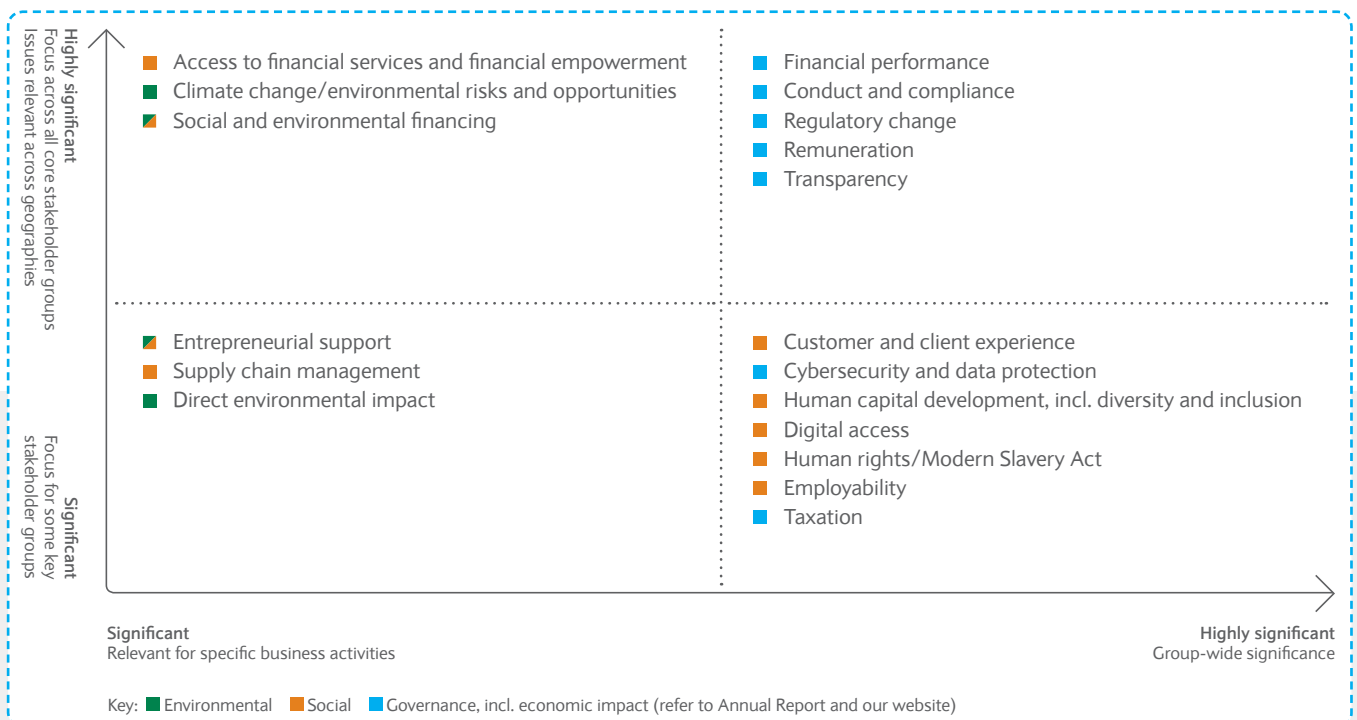 Highly significant
Focus across all core stakeholder groups
Issues relevant across geographies
Access to financial services and financial empowerment
Climate change/environmental risks and opportunities
Social and environmental financing
Financial performance
Conduct and compliance
Regulatory change
Remuneration
Transparency
Significant
Focus for some key
stakeholder groups
Entrepreneurial support
Supply chain management
Direct environmental impact
Customer and client experience
Cybersecurity and data protection
Human capital development, incl. diversity and inclusion
Digital access
Human rights/Modern Slavery Act
Employability
Taxation
Significant
Relevant for specific business activities
Highly significant
Group-wide significance
Key: Environmental Social Governance, incl. economic impact (refer to Annual Report and our website)